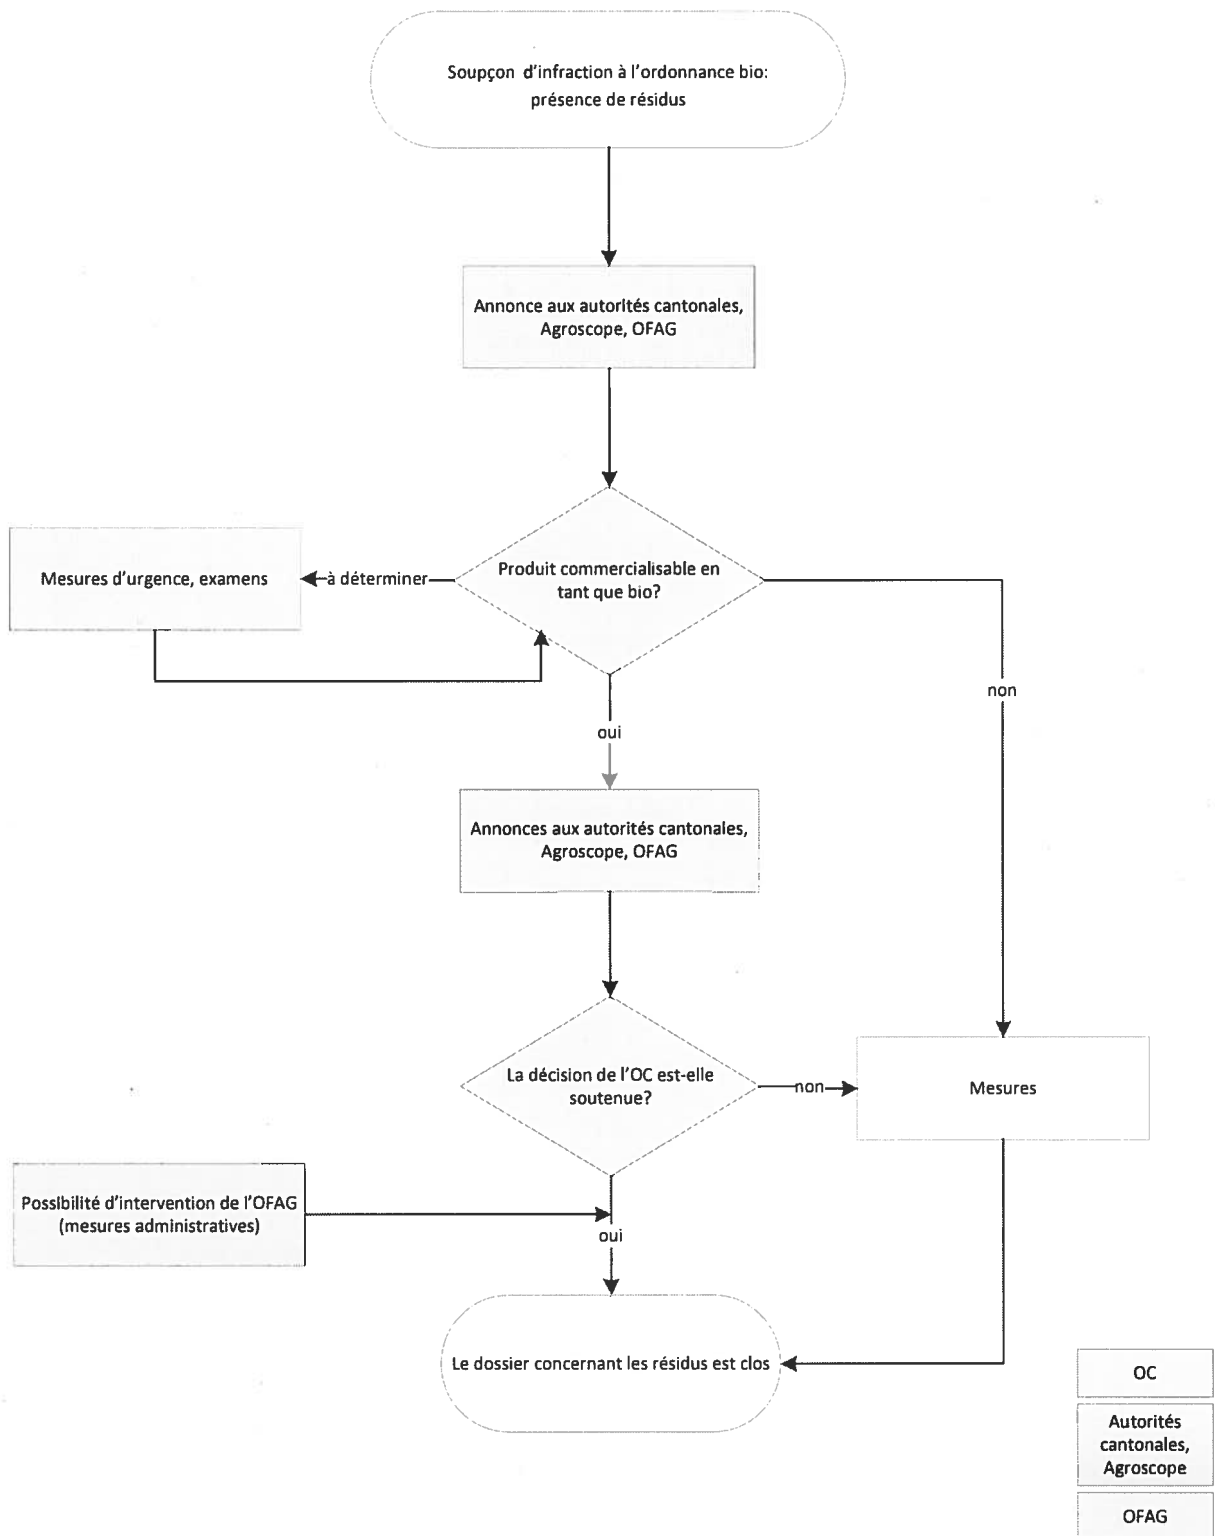 Soupçon d'infraction à l'ordonnance bio:
présence de résidus
Annonce aux autorités cantonales,
Agroscope, OFAG
Produit commercialisable en
tant que bio?
à déterminer
Mesures d'urgence, examens
non
oui
Annonces aux autorités cantonales,
Agroscope, OFAG
La décision de l'OC est-elle
soutenue?
non
Mesures
Possibilité d'intervention de l'OFAG
(mesures administratives)
oui
Le dossier concernant les résidus est clos
OC
Autorités
cantonales,
Agroscope
OFAG